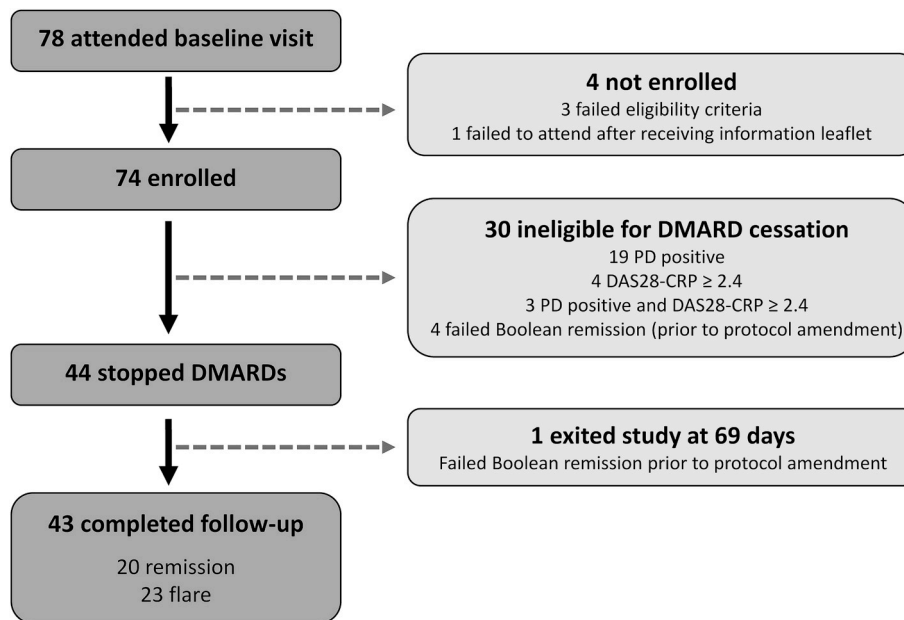 78 attended baseline visit
4 not enrolled
3 failed eligibility criteria
1 failed to attend after receiving information leaflet
74 enrolled
30 ineligible for DMARD cessation
19 PD positive
4 DAS28-CRP ≥ 2.4
3 PD positive and DAS28-CRP ≥ 2.4
4 failed Boolean remission (prior to protocol amendment)
44 stopped DMARDs
1 exited study at 69 days
Failed Boolean remission prior to protocol amendment
43 completed follow-up
20 remission
23 flare